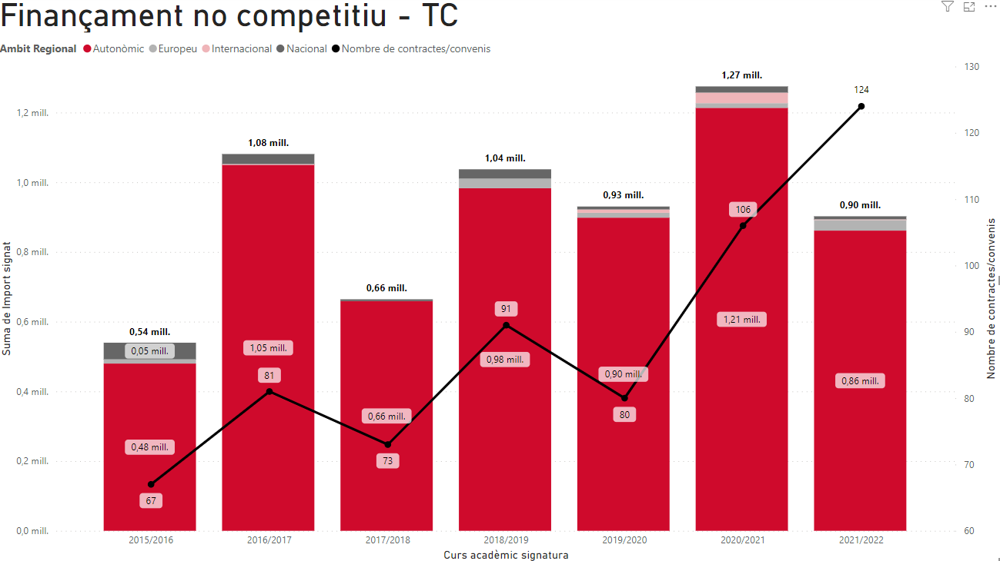 Finançament no competitiu - TC
Ambit Regional Autonòmic Europeu Internacional Nacional Nombre de contractes/convenis
Suma de Import signat
1,2 mill.
1,0 mill.
0,8 mill.
0,6 mill.
0,4 mill.
0,2 mill.
0,0 mill.
0,54 mill.
0,05 mill.
0,48 mill.
67
1,08 mill.
1,05 mill.
81
0,66 mill.
0,66 mill.
73
1,04 mill.
91
0,98 mill.
0,93 mill.
0,90 mill.
80
1,27 mill.
106
1,21 mill.
124
0,90 mill.
0,86 mill.
130
120
110
100
90
80
70
60
Nombre de contractes/convenis
2015/2016 2016/2017 2017/2018 2018/2019 2019/2020 2020/2021 2021/2022
Curs acadèmic signatura